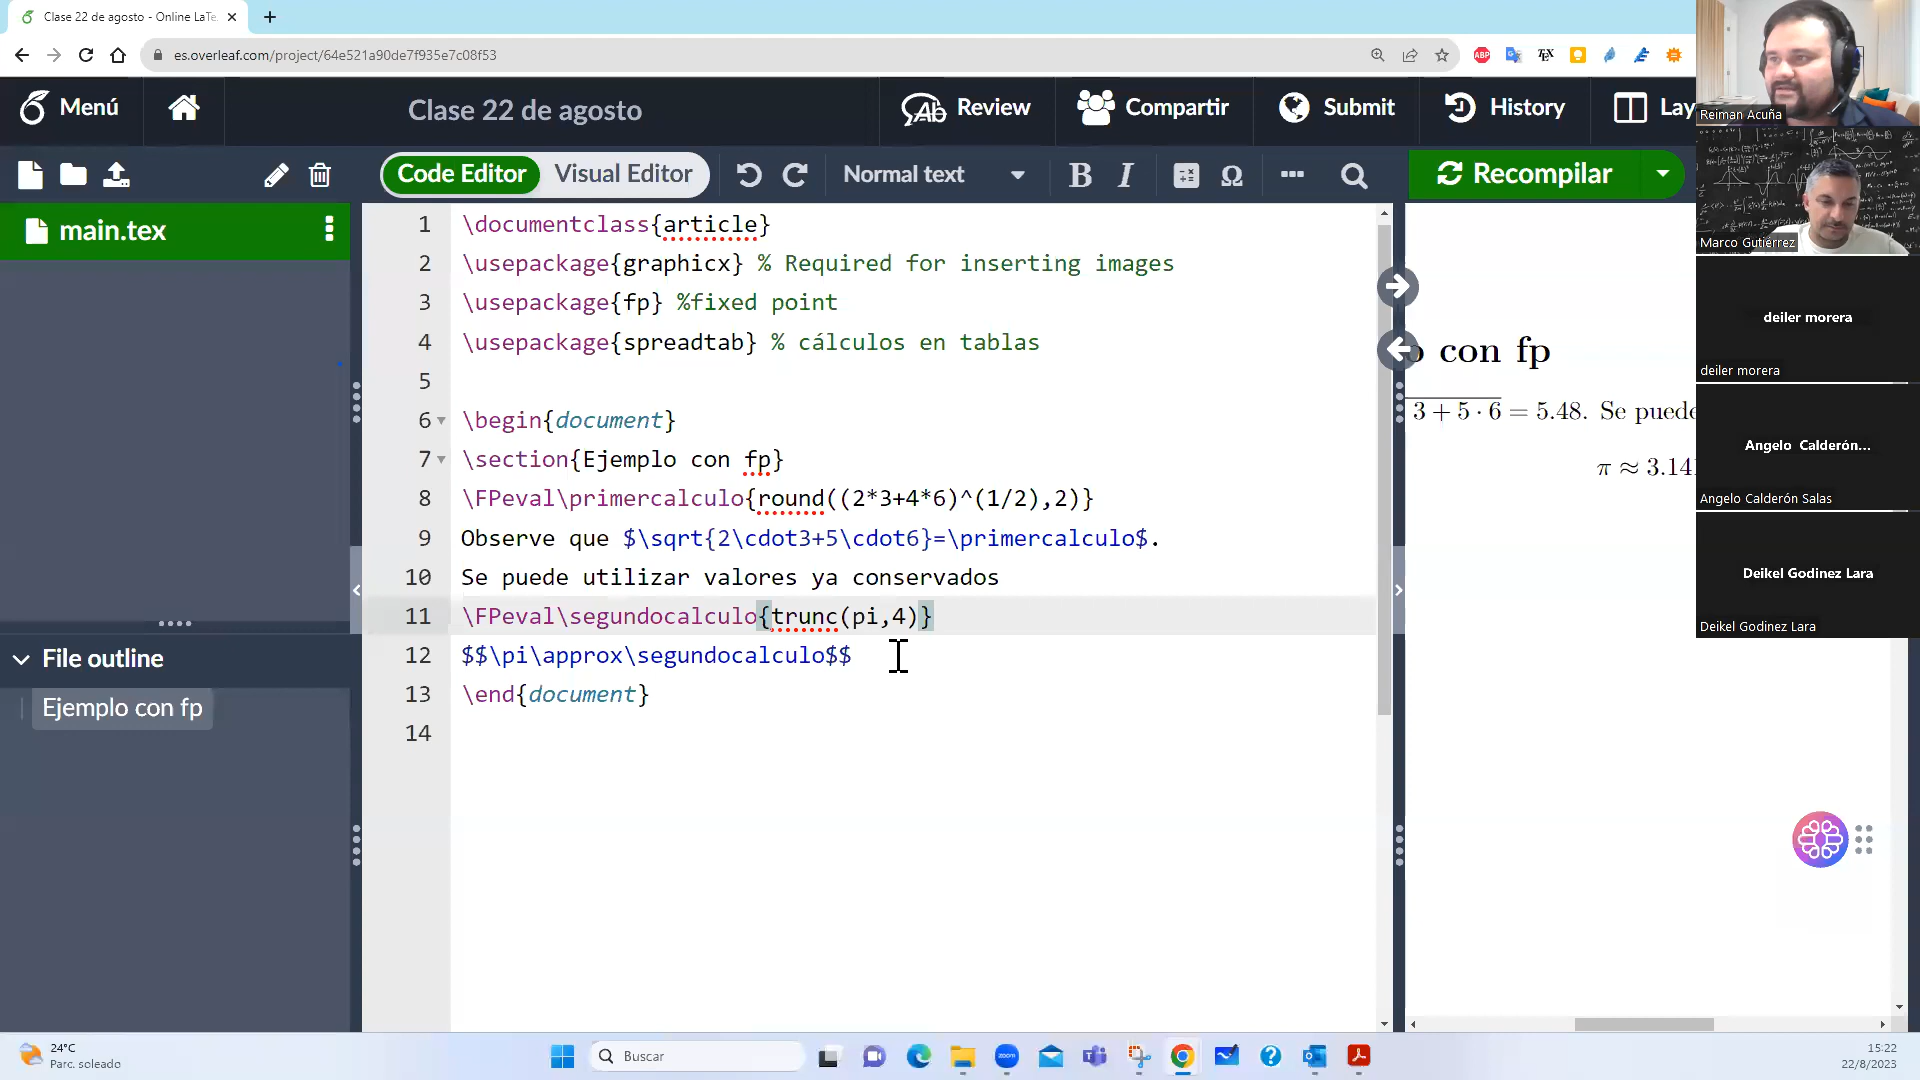 Clase 22 de agosto - Online LaTe
es.overleaf.com/project/64e521a90de7f935e7c08f53
ABP
TEX
Menú
Clase 22 de agosto
Review
Compartir
Submit
History
Lay
Code Editor
Visual Editor
Normal text
B
I
Ω
Recompilar
main.tex
File outline
Ejemplo con fp
1 \documentclass{article}
2 \usepackage{graphicx} % Required for inserting images
3 \usepackage{fp} %fixed point
4 \usepackage{spreadtab} % cálculos en tablas
5
6 \begin{document}
7 \section{Ejemplo con fp}
8 \FPeval\primercalculo{round((2*3+4*6)^(1/2),2)}
9 Observe que $\sqrt{2\cdot3+5\cdot6}=\primercalculo$.
10 Se puede utilizar valores ya conservados
11 \FPeval\segundocalculo{trunc(pi,4)}
12 $$\pi\approx\segundocalculo$$
13 \end{document}
14
o con fp
3 + 5 · 6 = 5.48. Se puede
π ≈ 3.141
Reiman Acuña
Marco Gutiérrez
deiler morera
deiler morera
Angelo Calderón...
Angelo Calderón Salas
Deikel Godinez Lara
Deikel Godinez Lara
24°C
Parc. soleado
Buscar
zoom
15:22
22/8/2023